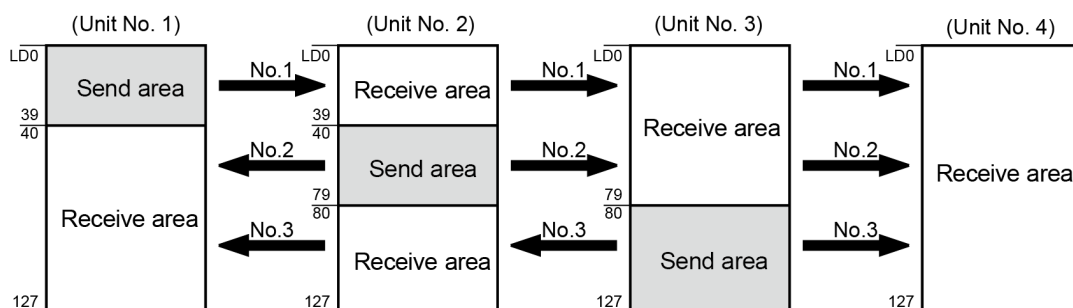 (Unit No. 1) (Unit No. 2) (Unit No. 3) (Unit No. 4)
LD0 LD0 LD0 LD0
No.1 No.1 No.1
Send area Receive area
39 39
40 40
Receive area Receive area
No.2 No.2 No.2
Send area
79 79
80 80
Receive area
No.3 No.3 No.3
Receive area Send area
127 127 127 127